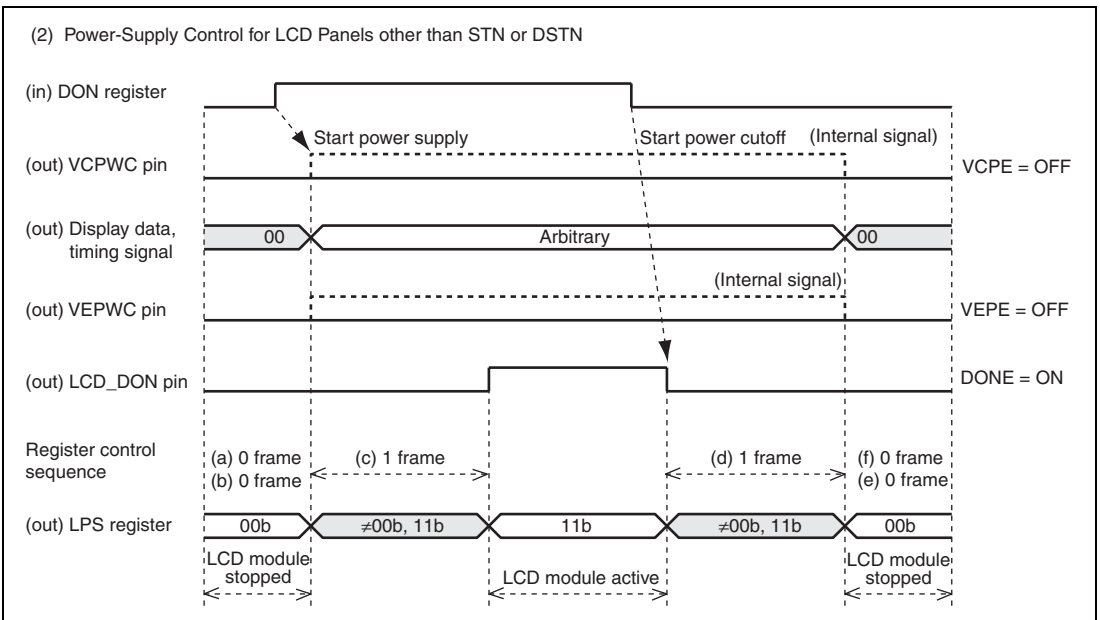 (2) Power-Supply Control for LCD Panels other than STN or DSTN
(in) DON register
Start power supply
Start power cutoff
(Internal signal)
(out) VCPWC pin
VCPE = OFF
(out) Display data,
timing signal
00
Arbitrary
00
(Internal signal)
(out) VEPWC pin
VEPE = OFF
(out) LCD_DON pin
DONE = ON
Register control
sequence
(a) 0 frame
(b) 0 frame
(c) 1 frame
(d) 1 frame
(f) 0 frame
(e) 0 frame
(out) LPS register
00b
≠00b, 11b
11b
≠00b, 11b
00b
LCD module
stopped
LCD module active
LCD module
stopped